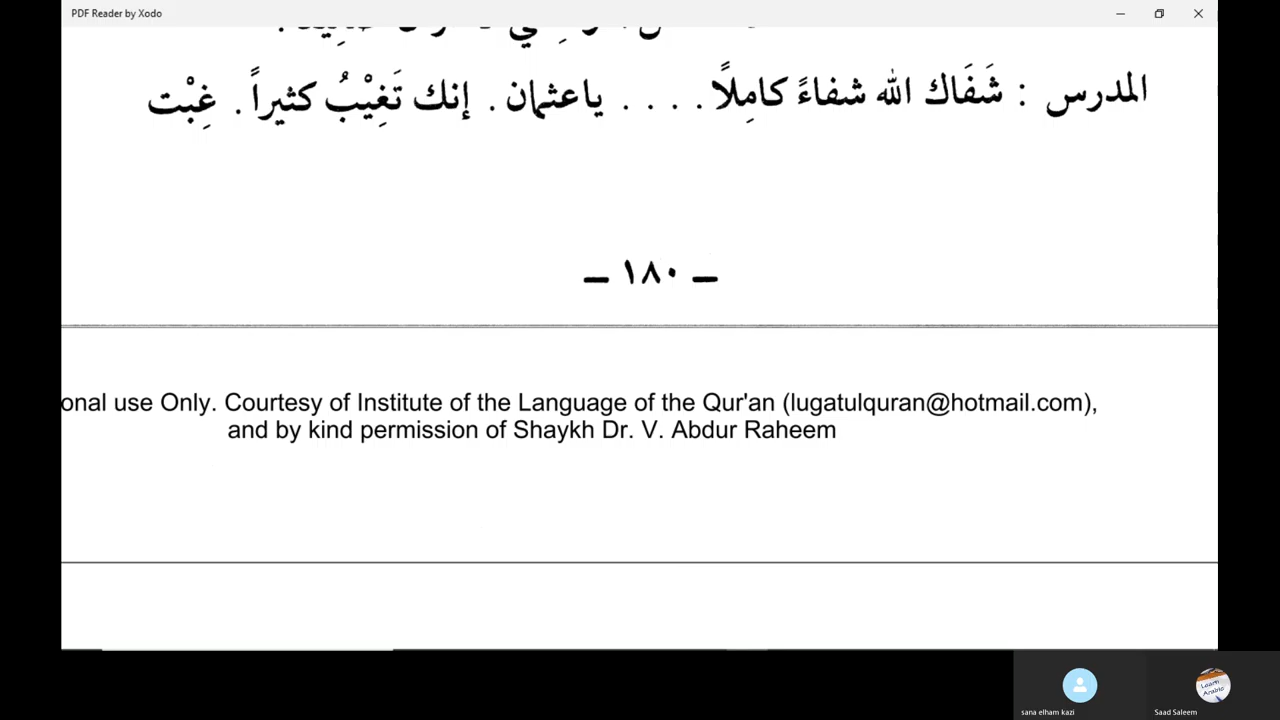 PDF Reader by Xodo
المدرس : شَفَاك الله شفاءً كامِلاً. . . . ياعثمان . إنك تَغِيْبُ كثيراً . غِبْت
– ١٨٠ –
onal use Only. Courtesy of Institute of the Language of the Qur'an (lugatulquran@hotmail.com),
and by kind permission of Shaykh Dr. V. Abdur Raheem
sana elham kazi
Learn Arabic
Saad Saleem